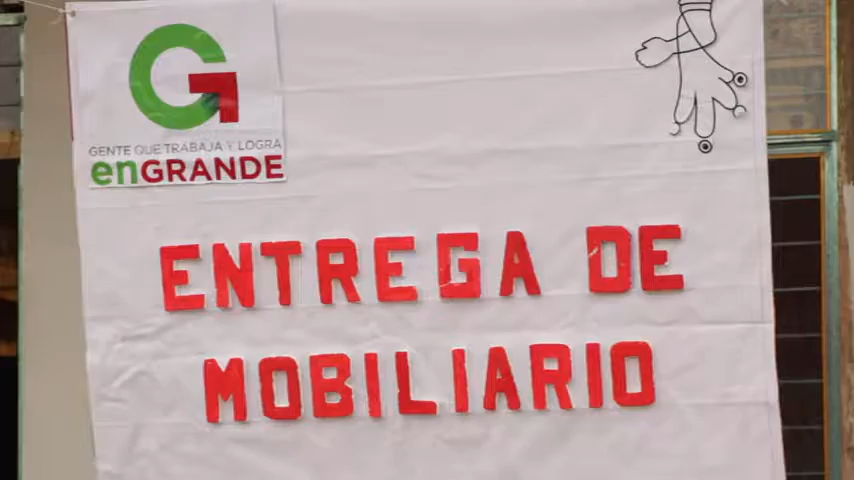 GENTE QUE TRABAJA Y LOGRA
enGRANDE
ENTREGA DE
MOBILIARIO